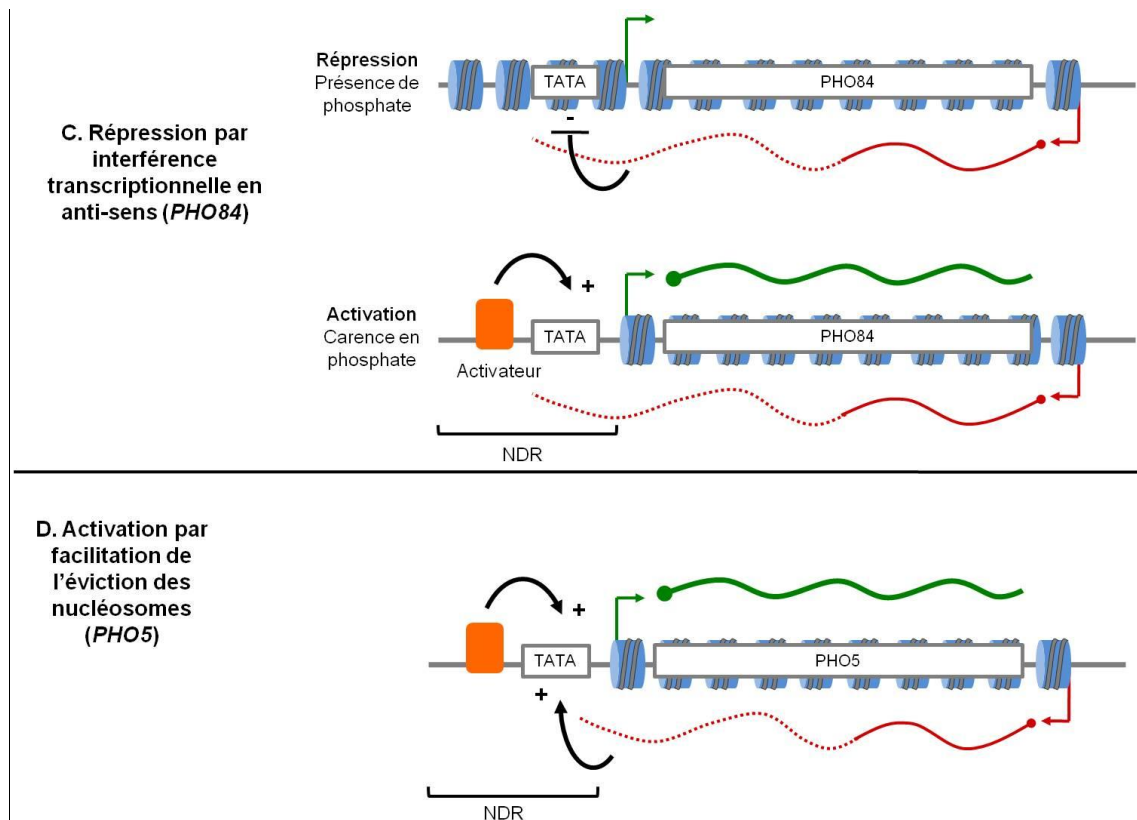 C. Répression par
interférence
transcriptionnelle en
anti-sens (PHO84)
Répression
Présence de
phosphate
TATA
PHO84
-
Activation
Carence en
phosphate
+
TATA
PHO84
Activateur
NDR
D. Activation par
facilitation de
l'éviction des
nucléosomes
(PHO5)
+
TATA
PHO5
+
NDR